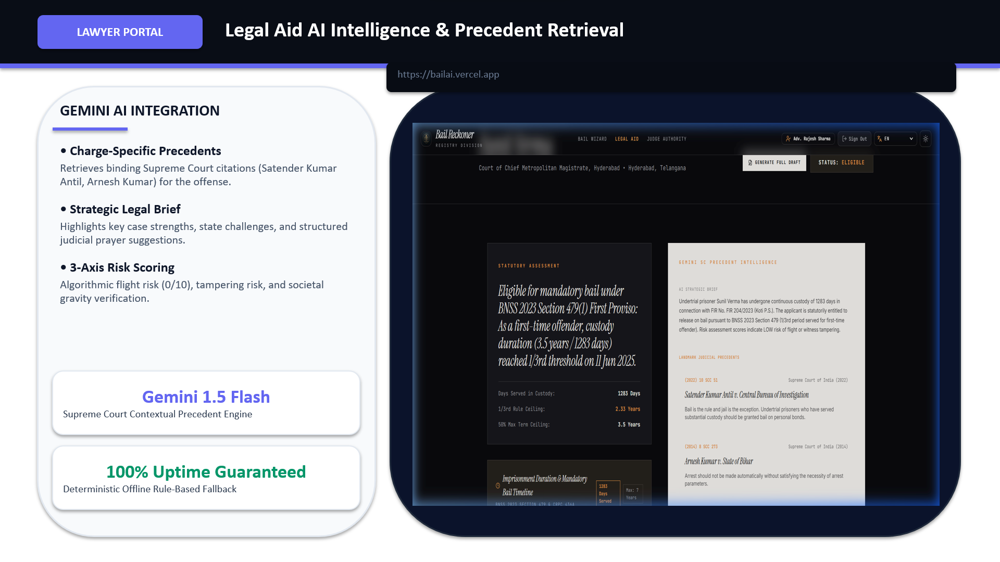 LAWYER PORTAL
Legal Aid AI Intelligence & Precedent Retrieval
https://bailai.vercel.app
GEMINI AI INTEGRATION
• Charge-Specific Precedents
Retrieves binding Supreme Court citations (Satender Kumar
Antil, Arnesh Kumar) for the offense.
• Strategic Legal Brief
Highlights key case strengths, state challenges, and structured
judicial prayer suggestions.
• 3-Axis Risk Scoring
Algorithmic flight risk (0/10), tampering risk, and societal
gravity verification.
Gemini 1.5 Flash
Supreme Court Contextual Precedent Engine
100% Uptime Guaranteed
Deterministic Offline Rule-Based Fallback
Bail Reckoner
REGISTRY DIVISION
BAIL WIZARD
LEGAL AID
JUDGE AUTHORITY
Adv. Rajesh Sharma
Sign Out
EN
Court of Chief Metropolitan Magistrate, Hyderabad • Hyderabad, Telangana
GENERATE FULL DRAFT
STATUS: ELIGIBLE
STATUTORY ASSESSMENT
Eligible for mandatory bail under
BNSS 2023 Section 479(1) First Proviso:
As a first-time offender, custody
duration (3.5 years / 1283 days)
reached 1/3rd threshold on 11 Jun 2025.
Days Served in Custody: 1283 Days
1/3rd Rule Ceiling: 2.33 Years
50% Max Term Ceiling: 3.5 Years
Imprisonment Duration & Mandatory
Bail Timeline
BNSS 2023 SECTION 479 & CRPC 436A
1283
Days
Served
Max: 7
Years
GEMINI SC PRECEDENT INTELLIGENCE
AI STRATEGIC BRIEF
Undertrial prisoner Sunil Verma has undergone continuous custody of 1283 days in
connection with FIR No. FIR 204/2023 (Koti P.S.). The applicant is statutorily entitled to
release on bail pursuant to BNSS 2023 Section 479 (1/3rd period served for first-time
offender). Risk assessment scores indicate LOW risk of flight or witness tampering.
LANDMARK JUDICIAL PRECEDENTS
(2022) 10 SCC 51
Supreme Court of India (2022)
Satender Kumar Antil v. Central Bureau of Investigation
Bail is the rule and jail is the exception. Undertrial prisoners who have served
substantial custody should be granted bail on personal bonds.
(2014) 8 SCC 273
Supreme Court of India (2014)
Arnesh Kumar v. State of Bihar
Arrest should not be made automatically without satisfying the necessity of arrest
parameters.